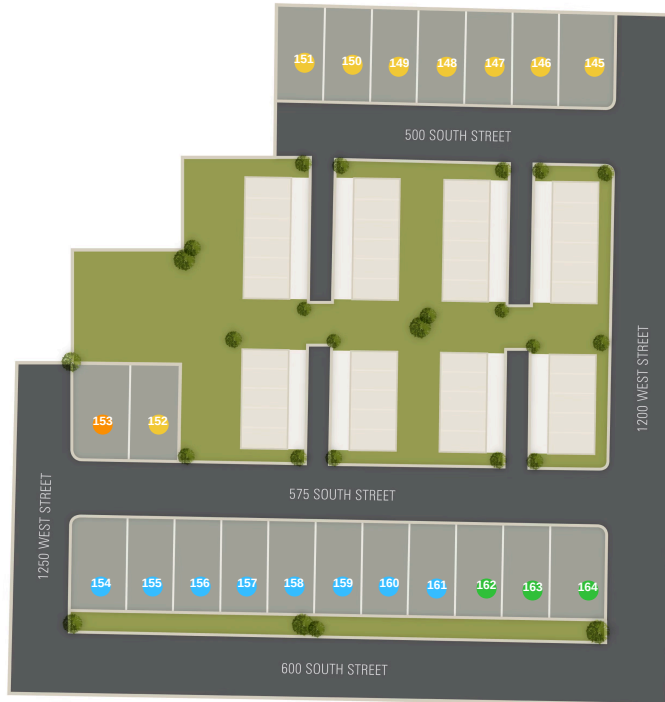 151 150 149 148 147 146 145
500 SOUTH STREET
1200 WEST STREET
153 152
1250 WEST STREET
575 SOUTH STREET
154 155 156 157 158 159 160 161 162 163 164
600 SOUTH STREET